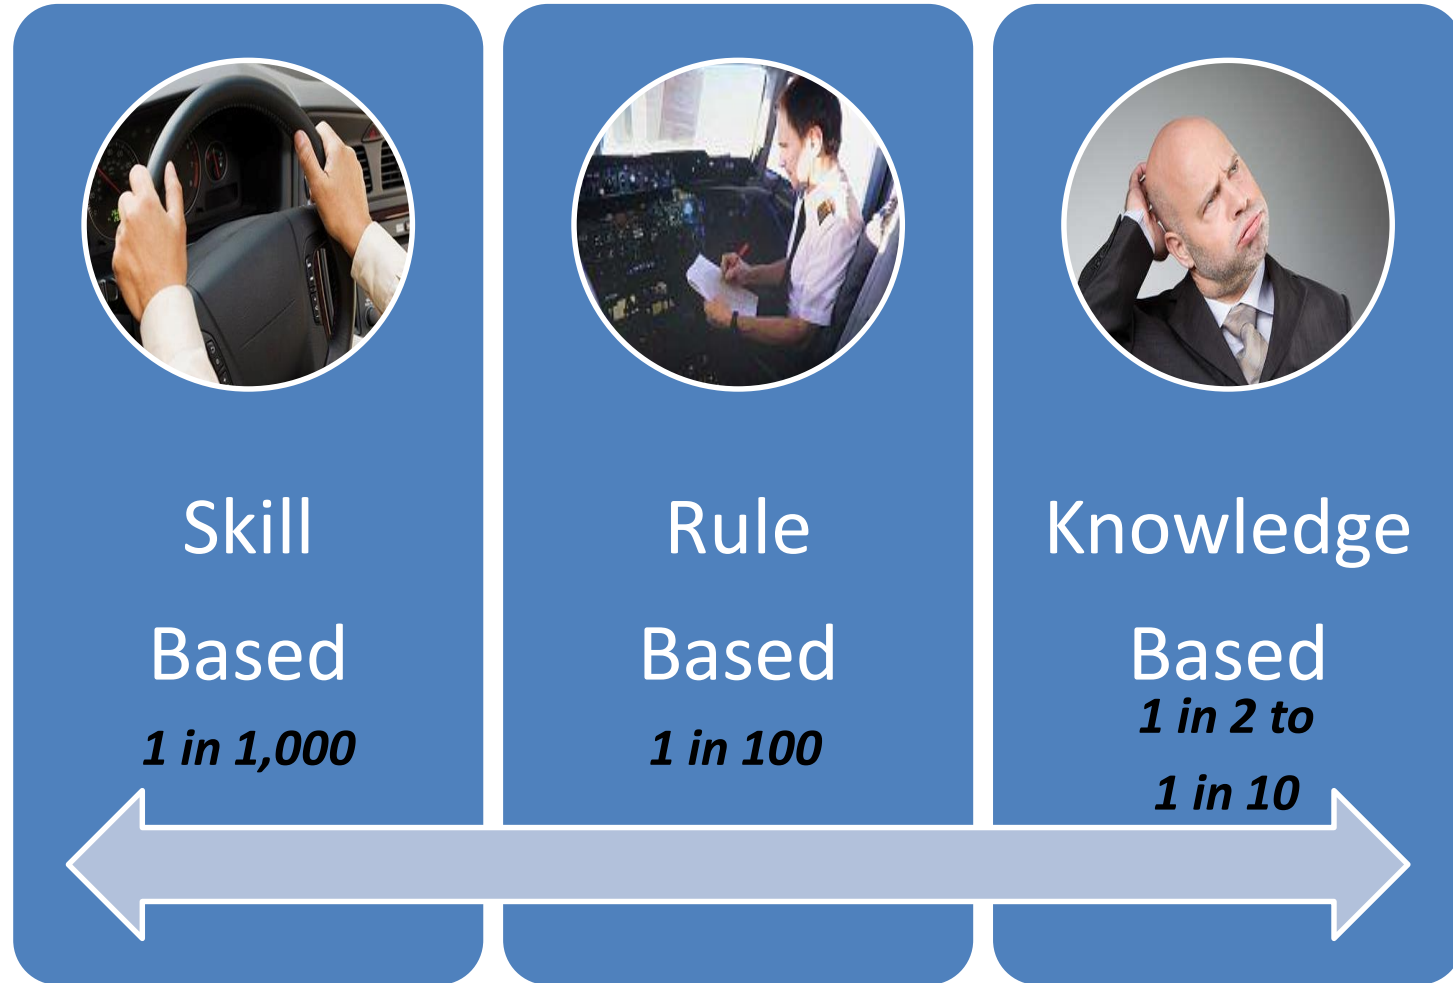 Skill
Based
1 in 1,000
Rule
Based
1 in 100
Knowledge
Based
1 in 2 to
1 in 10